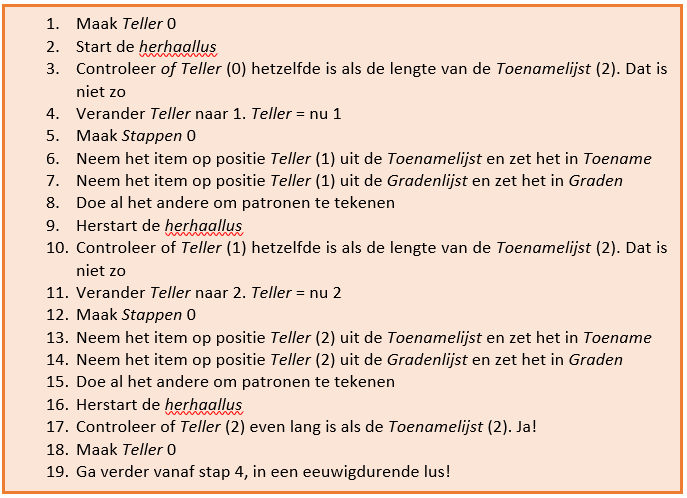 1. Maak Teller 0
2. Start de herhaallus
3. Controleer of Teller (0) hetzelfde is als de lengte van de Toenamelijst (2). Dat is
niet zo
4. Verander Teller naar 1. Teller = nu 1
5. Maak Stappen 0
6. Neem het item op positie Teller (1) uit de Toenamelijst en zet het in Toename
7. Neem het item op positie Teller (1) uit de Gradenlijst en zet het in Graden
8. Doe al het andere om patronen te tekenen
9. Herstart de herhaallus
10. Controleer of Teller (1) hetzelfde is als de lengte van de Toenamelijst (2). Dat is
niet zo
11. Verander Teller naar 2. Teller = nu 2
12. Maak Stappen 0
13. Neem het item op positie Teller (2) uit de Toenamelijst en zet het in Toename
14. Neem het item op positie Teller (2) uit de Gradenlijst en zet het in Graden
15. Doe al het andere om patronen te tekenen
16. Herstart de herhaallus
17. Controleer of Teller (2) even lang is als de Toenamelijst (2). Ja!
18. Maak Teller 0
19. Ga verder vanaf stap 4, in een eeuwigdurende lus!